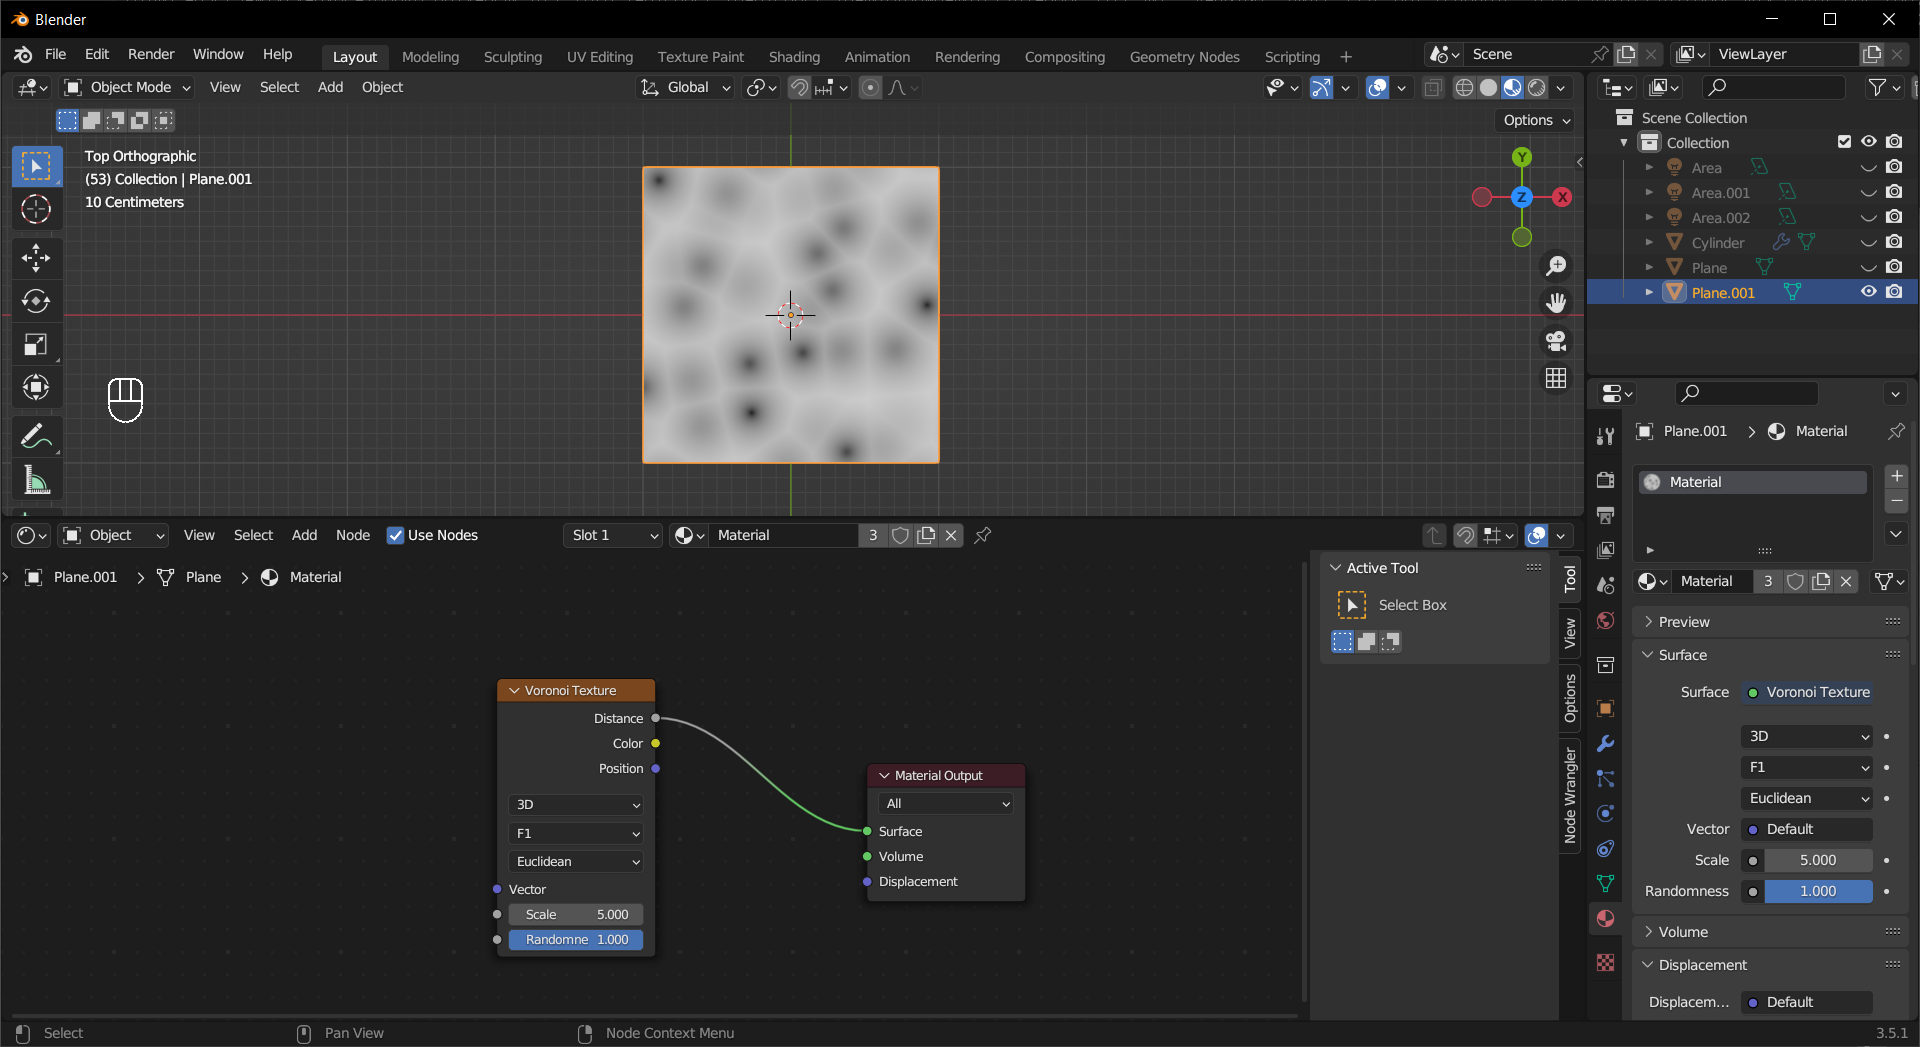 Blender
File Edit Render Window Help
Layout Modeling Sculpting UV Editing Texture Paint Shading Animation Rendering Compositing Geometry Nodes Scripting +
Scene
ViewLayer
Object Mode View Select Add Object
Global
Options
Top Orthographic
(53) Collection | Plane.001
10 Centimeters
Y
Z
X
Scene Collection
Collection
Area
Area.001
Area.002
Cylinder
Plane
Plane.001
Object View Select Add Node Use Nodes
Slot 1
Material 3
Plane.001 > Plane > Material
Voronoi Texture
Distance
Color
Position
3D
F1
Euclidean
Vector
Scale 5.000
Randomne 1.000
Material Output
All
Surface
Volume
Displacement
Active Tool
Select Box
Tool
View
Options
Node Wrangler
Plane.001 > Material
Material
Material 3
Preview
Surface
Surface Voronoi Texture
3D
F1
Euclidean
Vector Default
Scale 5.000
Randomness 1.000
Volume
Displacement
Displacem... Default
Select
Pan View
Node Context Menu
3.5.1